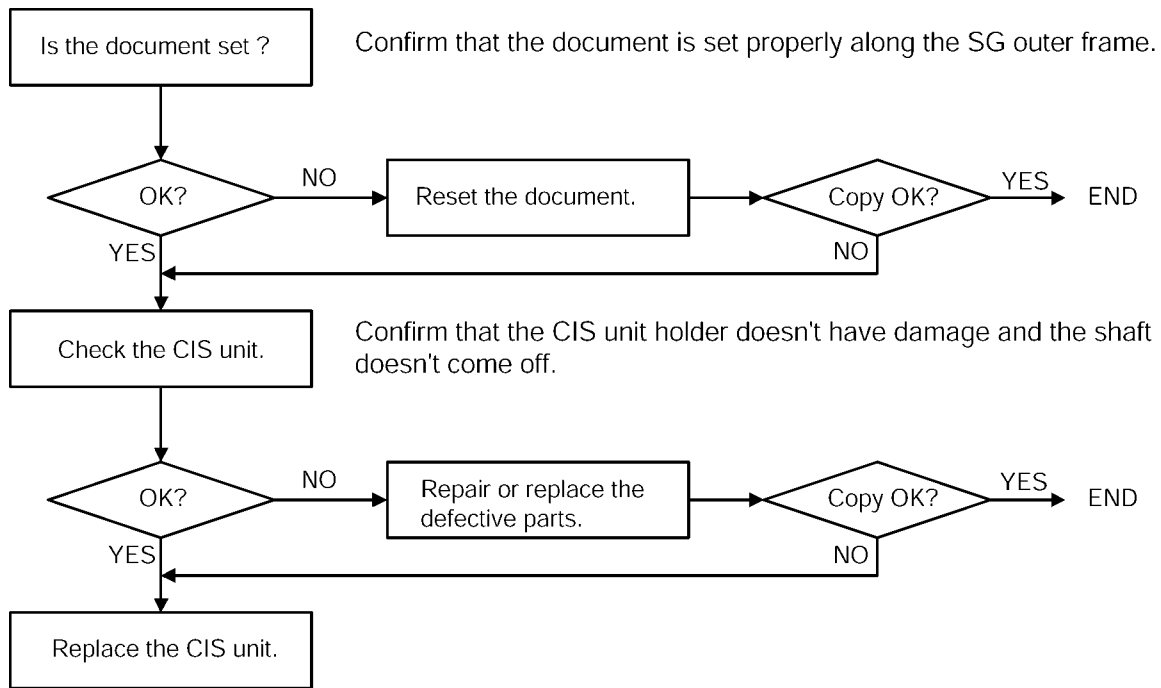 Is the document set ?
Confirm that the document is set properly along the SG outer frame.
OK?
NO
Reset the document.
Copy OK?
YES
END
YES
NO
Check the CIS unit.
Confirm that the CIS unit holder doesn't have damage and the shaft
doesn't come off.
OK?
NO
Repair or replace the
defective parts.
Copy OK?
YES
END
YES
NO
Replace the CIS unit.